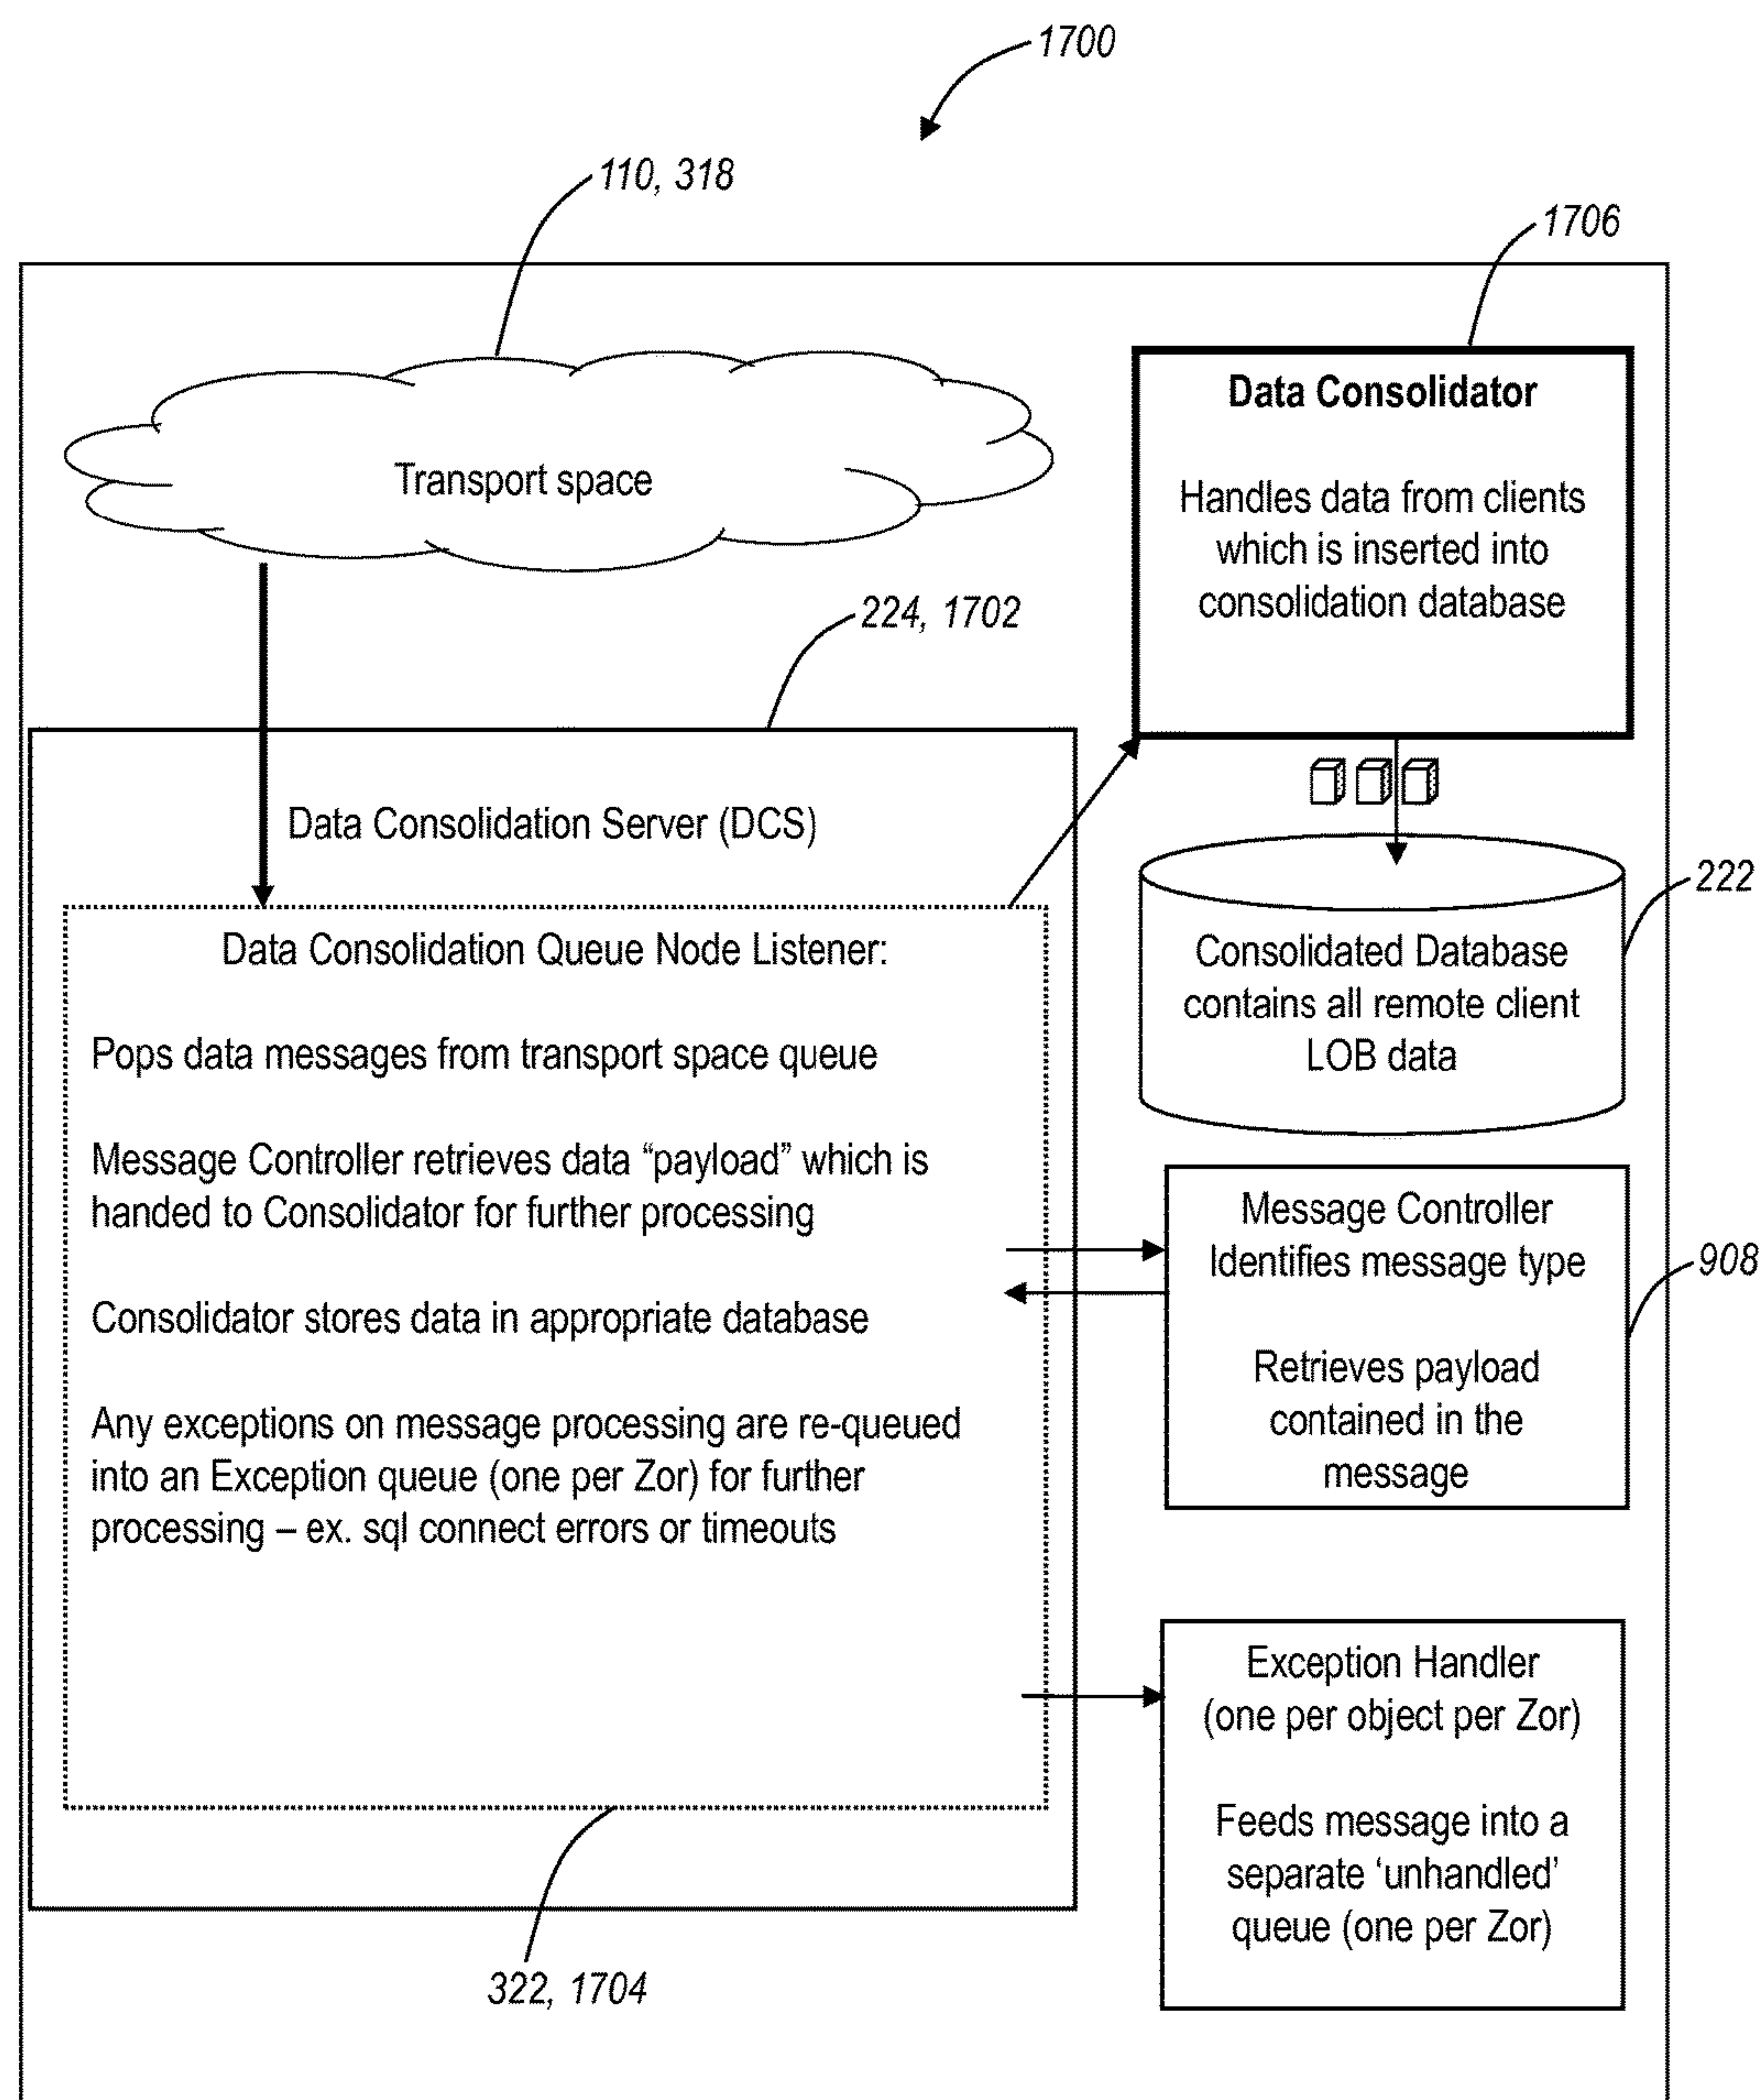 1700
110, 318
1706
Transport space
Data Consolidator
Handles data from clients
which is inserted into
consolidation database
224, 1702
Data Consolidation Server (DCS)
Data Consolidation Queue Node Listener:
Pops data messages from transport space queue
Message Controller retrieves data “payload” which is
handed to Consolidator for further processing
Consolidator stores data in appropriate database
Any exceptions on message processing are re-queued
into an Exception queue (one per Zor) for further
processing – ex. sql connect errors or timeouts
322, 1704
222
Consolidated Database
contains all remote client
LOB data
Message Controller
Identifies message type
Retrieves payload
contained in the
message
908
Exception Handler
(one per object per Zor)
Feeds message into a
separate ‘unhandled’
queue (one per Zor)